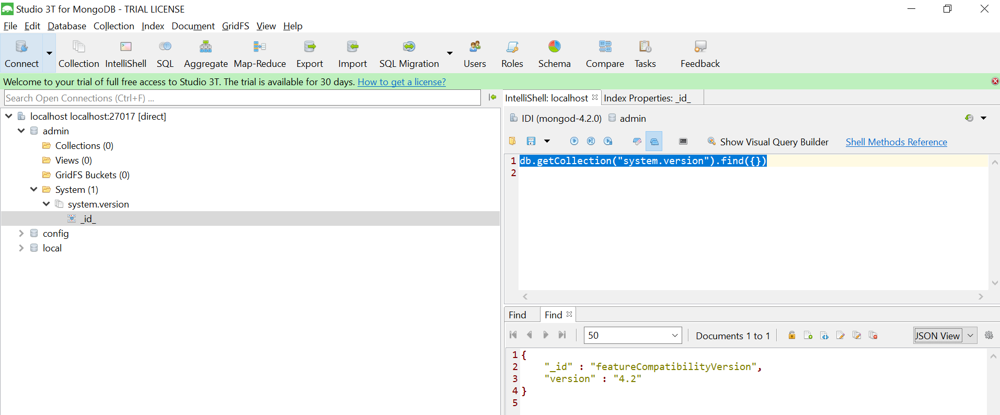 Studio 3T for MongoDB - TRIAL LICENSE
File Edit Database Collection Index Document GridFS View Help
Connect Collection IntelliShell SQL Aggregate Map-Reduce Export Import SQL Migration Users Roles Schema Compare Tasks Feedback
Welcome to your trial of full free access to Studio 3T. The trial is available for 30 days. How to get a license?
Search Open Connections (Ctrl+F) ...
localhost localhost:27017 [direct]
admin
Collections (0)
Views (0)
GridFS Buckets (0)
System (1)
system.version
_id_
config
local
IntelliShell: localhost Index Properties: _id_
IDI (mongod-4.2.0) admin
Show Visual Query Builder Shell Methods Reference
1 db.getCollection("system.version").find({})
2
Find Find
50 Documents 1 to 1 JSON View
1 {
2 "_id" : "featureCompatibilityVersion",
3 "version" : "4.2"
4 }
5